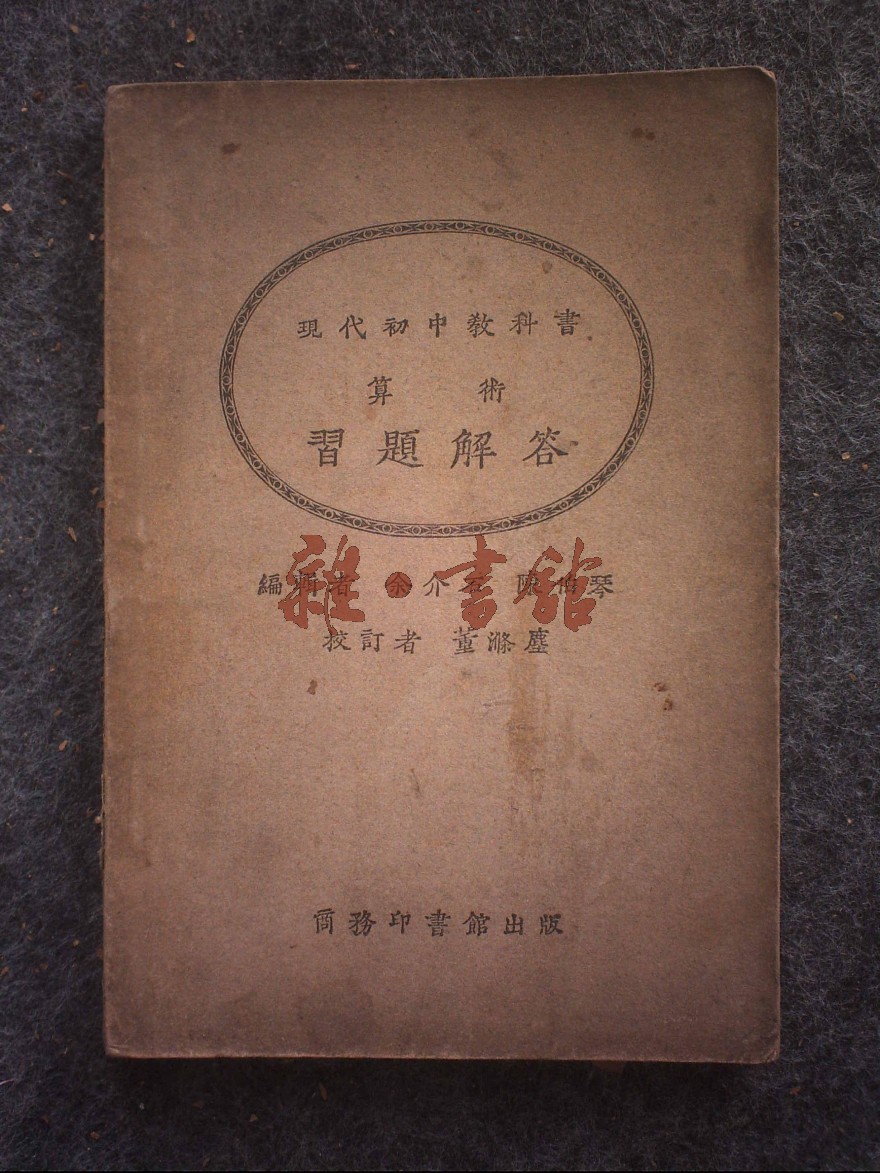 現代初中教科書
算術
習題解答
編輯者 余介石 陳伯琴
校訂者 董滌塵
商務印書館出版
雜·書館